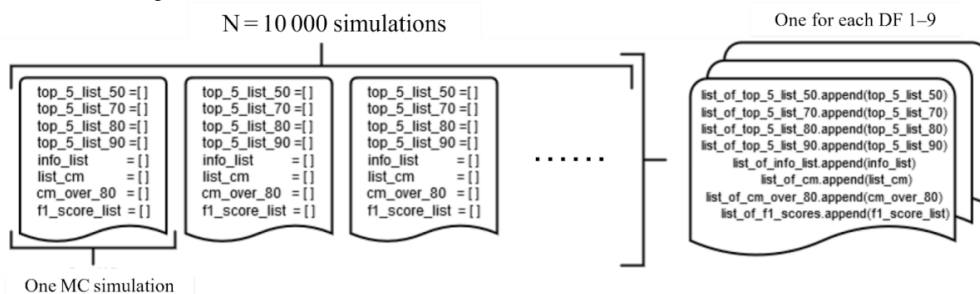 N = 10 000 simulations
One for each DF 1–9
top_5_list_50 =[ ]
top_5_list_70 =[ ]
top_5_list_80 =[ ]
top_5_list_90 =[ ]
info_list = [ ]
list_cm = [ ]
cm_over_80 = [ ]
f1_score_list = [ ]
top_5_list_50 =[ ]
top_5_list_70 =[ ]
top_5_list_80 =[ ]
top_5_list_90 =[ ]
info_list = [ ]
list_cm = [ ]
cm_over_80 = [ ]
f1_score_list = [ ]
top_5_list_50 =[ ]
top_5_list_70 =[ ]
top_5_list_80 =[ ]
top_5_list_90 =[ ]
info_list = [ ]
list_cm = [ ]
cm_over_80 = [ ]
f1_score_list = [ ]
......
list_of_top_5_list_50.append(top_5_list_50)
list_of_top_5_list_70.append(top_5_list_70)
list_of_top_5_list_80.append(top_5_list_80)
list_of_top_5_list_90.append(top_5_list_90)
list_of_info_list.append(info_list)
list_of_cm.append(list_cm)
list_of_cm_over_80.append(cm_over_80)
list_of_f1_scores.append(f1_score_list)
One MC simulation